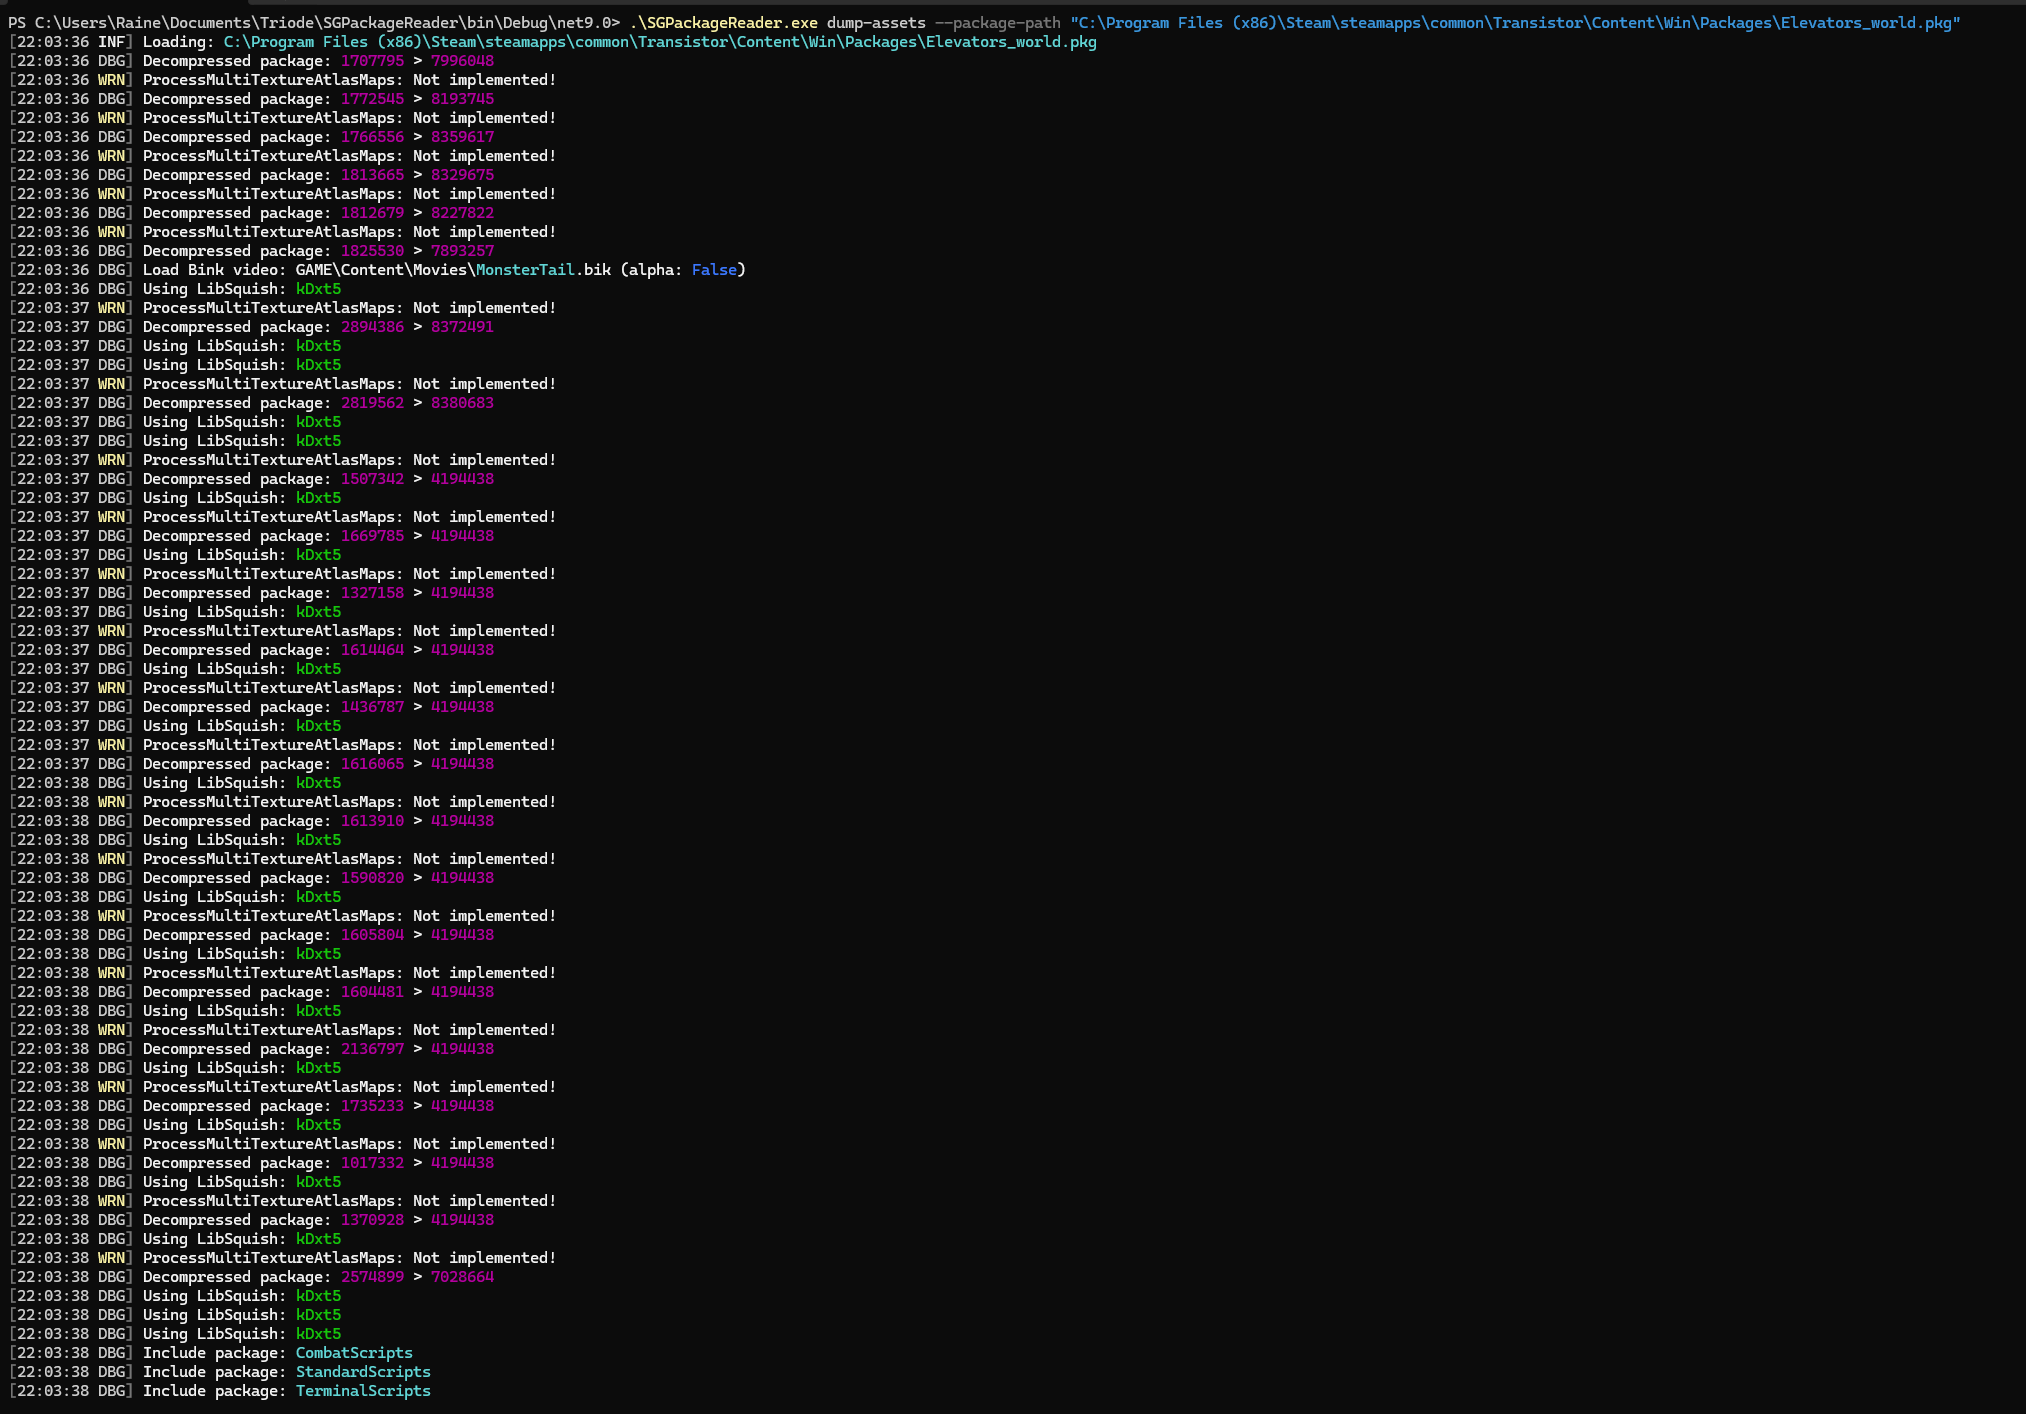 PS C:\Users\Raine\Documents\Triode\SGPackageReader\bin\Debug\net9.0> .\SGPackageReader.exe dump-assets --package-path "C:\Program Files (x86)\Steam\steamapps\common\Transistor\Content\Win\Packages\Elevators_world.pkg"
[22:03:36 INF] Loading: C:\Program Files (x86)\Steam\steamapps\common\Transistor\Content\Win\Packages\Elevators_world.pkg
[22:03:36 DBG] Decompressed package: 1707795 > 7996048
[22:03:36 WRN] ProcessMultiTextureAtlasMaps: Not implemented!
[22:03:36 DBG] Decompressed package: 1772545 > 8193745
[22:03:36 WRN] ProcessMultiTextureAtlasMaps: Not implemented!
[22:03:36 DBG] Decompressed package: 1766556 > 8359617
[22:03:36 WRN] ProcessMultiTextureAtlasMaps: Not implemented!
[22:03:36 DBG] Decompressed package: 1813665 > 8329675
[22:03:36 WRN] ProcessMultiTextureAtlasMaps: Not implemented!
[22:03:36 DBG] Decompressed package: 1812679 > 8227822
[22:03:36 WRN] ProcessMultiTextureAtlasMaps: Not implemented!
[22:03:36 DBG] Decompressed package: 1825530 > 7893257
[22:03:36 DBG] Load Bink video: GAME\Content\Movies\MonsterTail.bik (alpha: False)
[22:03:36 DBG] Using LibSquish: kDxt5
[22:03:37 WRN] ProcessMultiTextureAtlasMaps: Not implemented!
[22:03:37 DBG] Decompressed package: 2894386 > 8372491
[22:03:37 DBG] Using LibSquish: kDxt5
[22:03:37 DBG] Using LibSquish: kDxt5
[22:03:37 WRN] ProcessMultiTextureAtlasMaps: Not implemented!
[22:03:37 DBG] Decompressed package: 2819562 > 8380683
[22:03:37 DBG] Using LibSquish: kDxt5
[22:03:37 DBG] Using LibSquish: kDxt5
[22:03:37 WRN] ProcessMultiTextureAtlasMaps: Not implemented!
[22:03:37 DBG] Decompressed package: 1507342 > 4194438
[22:03:37 DBG] Using LibSquish: kDxt5
[22:03:37 WRN] ProcessMultiTextureAtlasMaps: Not implemented!
[22:03:37 DBG] Decompressed package: 1669785 > 4194438
[22:03:37 DBG] Using LibSquish: kDxt5
[22:03:37 WRN] ProcessMultiTextureAtlasMaps: Not implemented!
[22:03:37 DBG] Decompressed package: 1327158 > 4194438
[22:03:37 DBG] Using LibSquish: kDxt5
[22:03:37 WRN] ProcessMultiTextureAtlasMaps: Not implemented!
[22:03:37 DBG] Decompressed package: 1614464 > 4194438
[22:03:37 DBG] Using LibSquish: kDxt5
[22:03:37 WRN] ProcessMultiTextureAtlasMaps: Not implemented!
[22:03:37 DBG] Decompressed package: 1436787 > 4194438
[22:03:37 DBG] Using LibSquish: kDxt5
[22:03:37 WRN] ProcessMultiTextureAtlasMaps: Not implemented!
[22:03:37 DBG] Decompressed package: 1616065 > 4194438
[22:03:38 DBG] Using LibSquish: kDxt5
[22:03:38 WRN] ProcessMultiTextureAtlasMaps: Not implemented!
[22:03:38 DBG] Decompressed package: 1613910 > 4194438
[22:03:38 DBG] Using LibSquish: kDxt5
[22:03:38 WRN] ProcessMultiTextureAtlasMaps: Not implemented!
[22:03:38 DBG] Decompressed package: 1590820 > 4194438
[22:03:38 DBG] Using LibSquish: kDxt5
[22:03:38 WRN] ProcessMultiTextureAtlasMaps: Not implemented!
[22:03:38 DBG] Decompressed package: 1605804 > 4194438
[22:03:38 DBG] Using LibSquish: kDxt5
[22:03:38 WRN] ProcessMultiTextureAtlasMaps: Not implemented!
[22:03:38 DBG] Decompressed package: 1604481 > 4194438
[22:03:38 DBG] Using LibSquish: kDxt5
[22:03:38 WRN] ProcessMultiTextureAtlasMaps: Not implemented!
[22:03:38 DBG] Decompressed package: 2136797 > 4194438
[22:03:38 DBG] Using LibSquish: kDxt5
[22:03:38 WRN] ProcessMultiTextureAtlasMaps: Not implemented!
[22:03:38 DBG] Decompressed package: 1735233 > 4194438
[22:03:38 DBG] Using LibSquish: kDxt5
[22:03:38 WRN] ProcessMultiTextureAtlasMaps: Not implemented!
[22:03:38 DBG] Decompressed package: 1017332 > 4194438
[22:03:38 DBG] Using LibSquish: kDxt5
[22:03:38 WRN] ProcessMultiTextureAtlasMaps: Not implemented!
[22:03:38 DBG] Decompressed package: 1370928 > 4194438
[22:03:38 DBG] Using LibSquish: kDxt5
[22:03:38 WRN] ProcessMultiTextureAtlasMaps: Not implemented!
[22:03:38 DBG] Decompressed package: 2574899 > 7028664
[22:03:38 DBG] Using LibSquish: kDxt5
[22:03:38 DBG] Using LibSquish: kDxt5
[22:03:38 DBG] Using LibSquish: kDxt5
[22:03:38 DBG] Include package: CombatScripts
[22:03:38 DBG] Include package: StandardScripts
[22:03:38 DBG] Include package: TerminalScripts